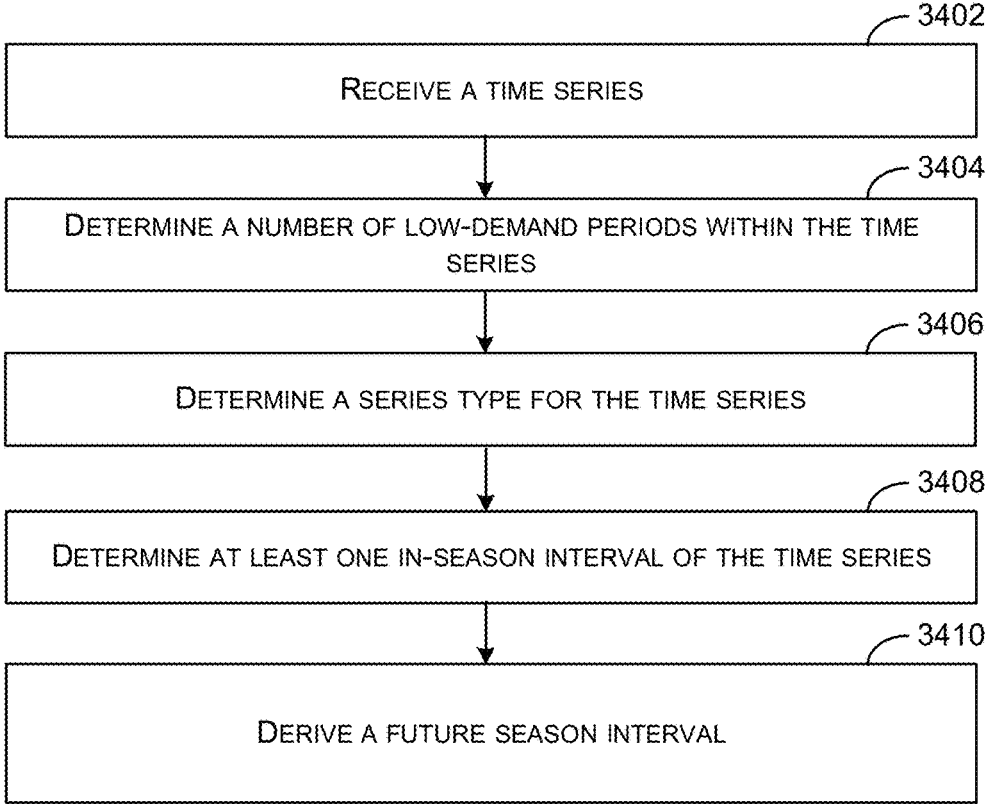 3402
RECEIVE A TIME SERIES
3404
DETERMINE A NUMBER OF LOW-DEMAND PERIODS WITHIN THE TIME
SERIES
3406
DETERMINE A SERIES TYPE FOR THE TIME SERIES
3408
DETERMINE AT LEAST ONE IN-SEASON INTERVAL OF THE TIME SERIES
3410
DERIVE A FUTURE SEASON INTERVAL